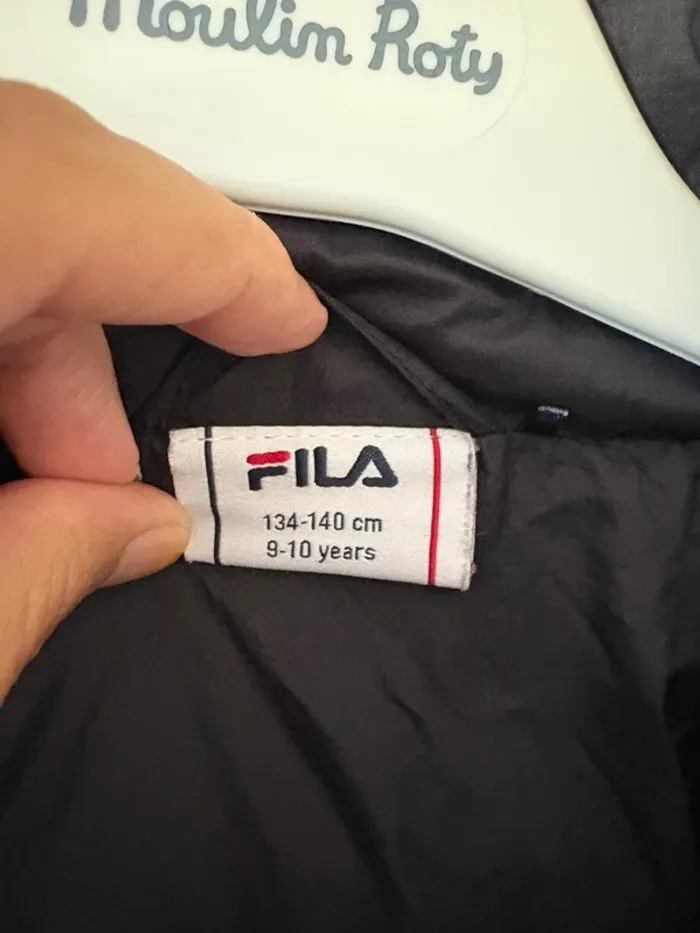 Moulin Roty
FILA
134-140 cm
9-10 years